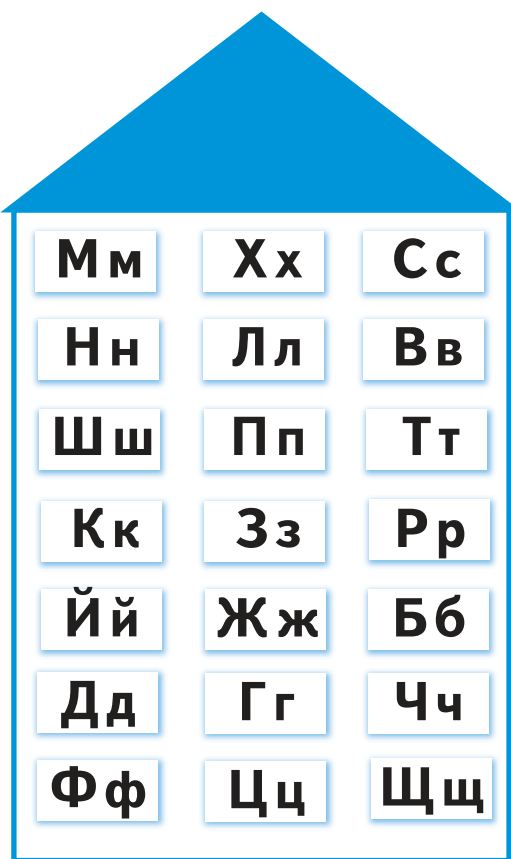 Мм Хх Сс
Нн Лл Вв
Шш Пп Тт
Кк Зз Рр
Йй Жж Бб
Дд Гг Чч
Фф Цц Щщ